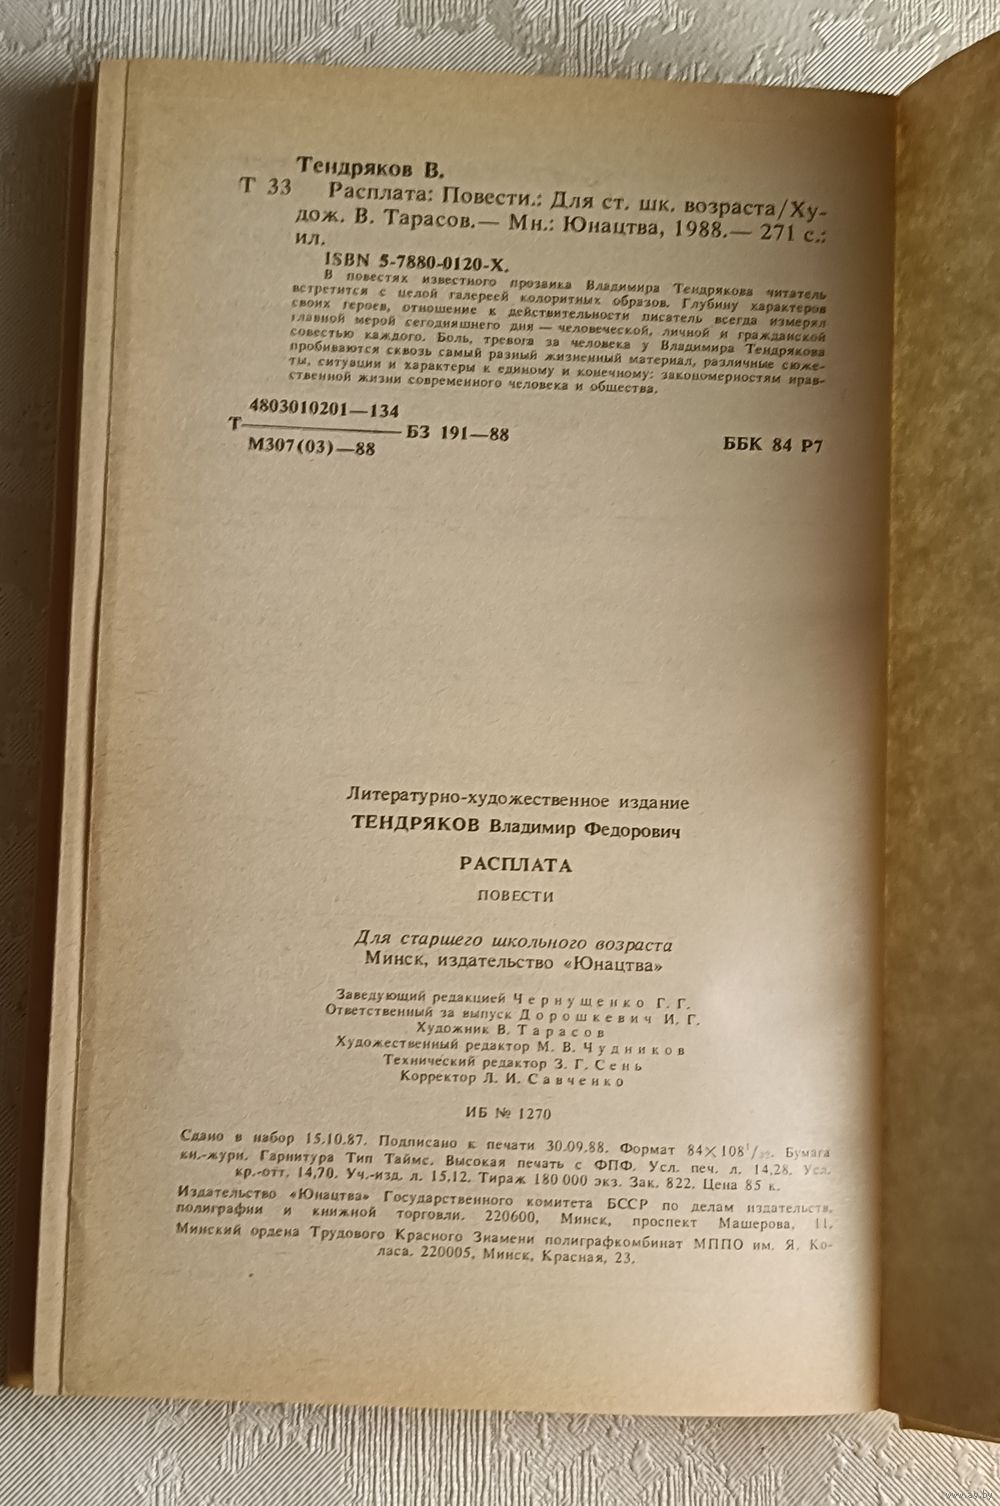 Тендряков В.
Т 33 Расплата: Повести.: Для ст. шк. возраста/Ху-
дож. В. Тарасов.— Мн.: Юнацтва, 1988.— 271 с.:
ил.
ISBN 5-7880-0120-X.
В повестях известного прозаика Владимира Тендрякова читатель
встретится с целой галереей колоритных образов. Глубину характеров
своих героев, отношение к действительности писатель всегда измерял
главной мерой сегодняшнего дня — человеческой, личной и гражданской
совестью каждого. Боль, тревога за человека у Владимира Тендрякова
пробиваются сквозь самый разный жизненный материал, различные сюже-
ты, ситуации и характеры к единому и конечному: закономерностям нрав-
ственной жизни современного человека и общества.
4803010201—134
Т БЗ 191—88
М307(03)—88
ББК 84 Р7
Литературно-художественное издание
ТЕНДРЯКОВ Владимир Федорович
РАСПЛАТА
ПОВЕСТИ
Для старшего школьного возраста
Минск, издательство «Юнацтва»
Заведующий редакцией Чернущенко Г. Г.
Ответственный за выпуск Дорошкевич И. Г.
Художник В. Тарасов
Художественный редактор М. В. Чудников
Технический редактор З. Г. Сень
Корректор Л. И. Савченко
ИБ № 1270
Сдано в набор 15.10.87. Подписано к печати 30.09.88. Формат 84×108¹/₃₂. Бумага
кн.-журн. Гарнитура Тип Таймс. Высокая печать с ФПФ. Усл. печ. л. 14,28. Усл.
кр.-отт. 14,70. Уч.-изд. л. 15,12. Тираж 180 000 экз. Зак. 822. Цена 85 к.
Издательство «Юнацтва» Государственного комитета БССР по делам издательств,
полиграфии и книжной торговли. 220600, Минск, проспект Машерова, 11.
Минский ордена Трудового Красного Знамени полиграфкомбинат МППО им. Я. Ко-
ласа. 220005, Минск, Красная, 23.
www.av.by